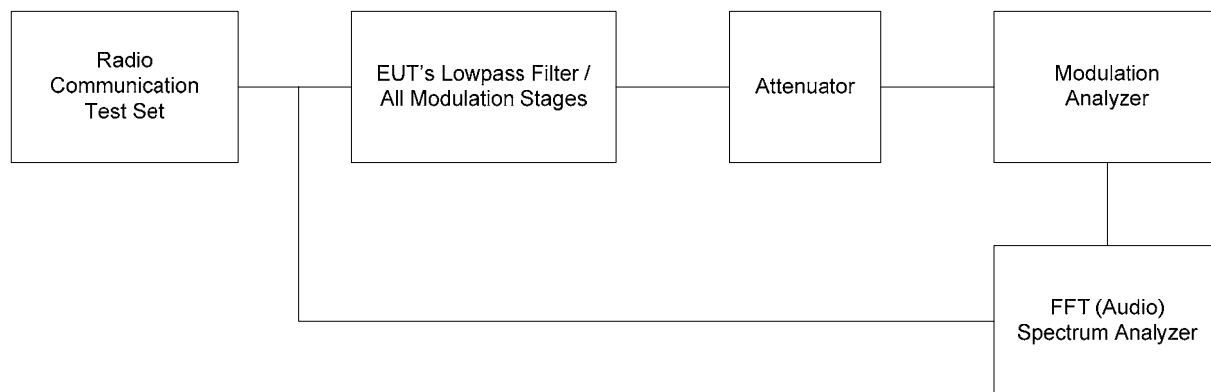 Radio
Communication
Test Set
EUT's Lowpass Filter /
All Modulation Stages
Attenuator
Modulation
Analyzer
FFT (Audio)
Spectrum Analyzer